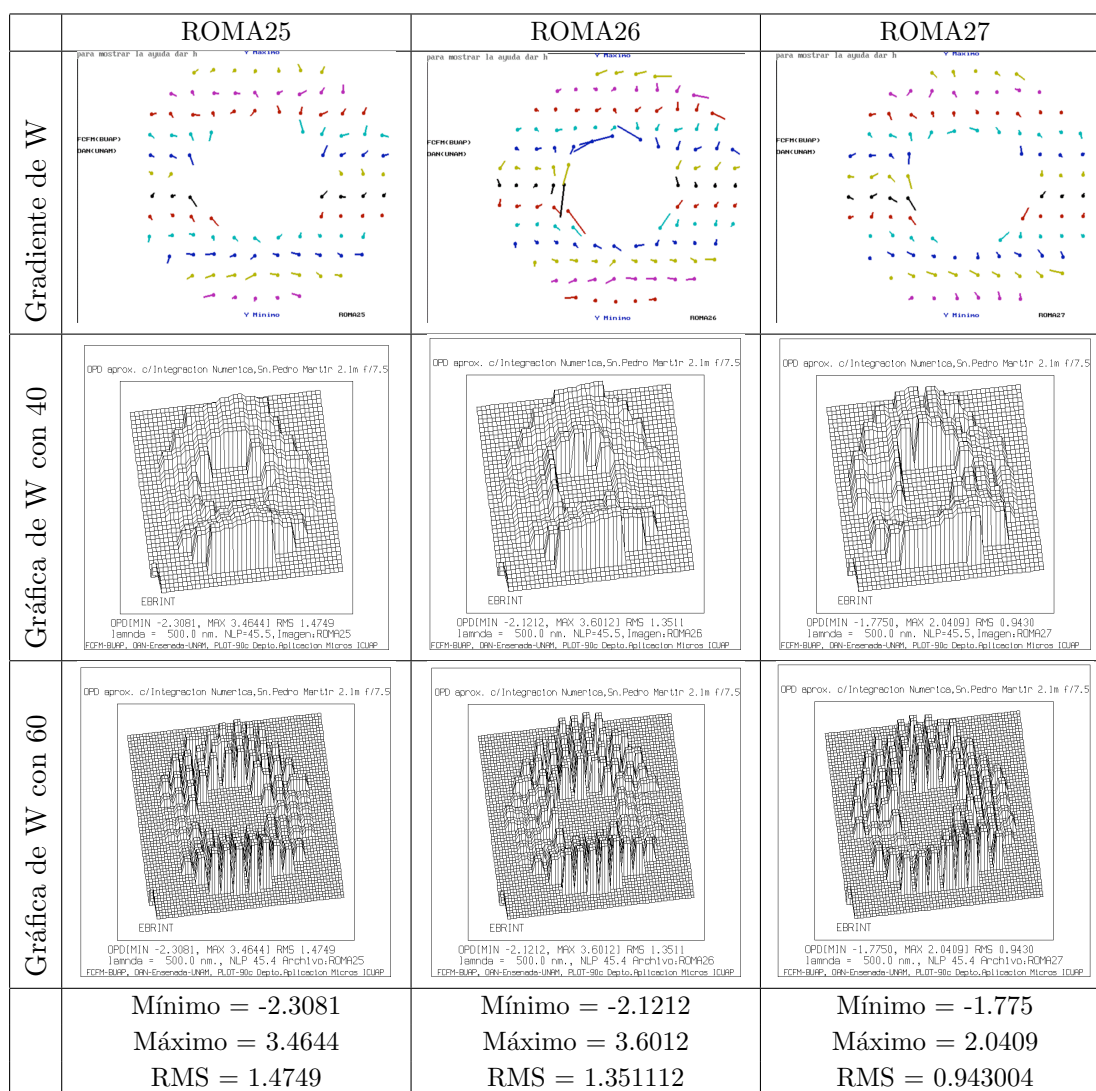 ROMA25 ROMA26 ROMA27
Gradiente de W
para mostrar la ayuda dar h
Y Maximo
FCFM(BUAP)
OAN(UNAM)
Y Minimo
ROMA25
para mostrar la ayuda dar h
Y Maximo
FCFM(BUAP)
OAN(UNAM)
Y Minimo
ROMA26
para mostrar la ayuda dar h
Y Maximo
FCFM(BUAP)
OAN(UNAM)
Y Minimo
ROMA27
Gráfica de W con 40
OPD aprox. c/Integracion Numerica,Sn.Pedro Martir 2.1m f/7.5
EBRINT
OPD[MIN -2.3081, MAX 3.4644] RMS 1.4749
lamnda = 500.0 nm. NLP=45.5,Imagen:ROMA25
FCFM-BUAP, OAN-Ensenada-UNAM, PLOT-90c Depto.Aplicacion Micros ICUAP
OPD aprox. c/Integracion Numerica,Sn.Pedro Martir 2.1m f/7.5
EBRINT
OPD[MIN -2.1212, MAX 3.6012] RMS 1.3511
lamnda = 500.0 nm. NLP=45.5,Imagen:ROMA26
FCFM-BUAP, OAN-Ensenada-UNAM, PLOT-90c Depto.Aplicacion Micros ICUAP
OPD aprox. c/Integracion Numerica,Sn.Pedro Martir 2.1m f/7.5
EBRINT
OPD[MIN -1.7750, MAX 2.0409] RMS 0.9430
lamnda = 500.0 nm. NLP=45.5,Imagen:ROMA27
FCFM-BUAP, OAN-Ensenada-UNAM, PLOT-90c Depto.Aplicacion Micros ICUAP
Gráfica de W con 60
OPD aprox. c/Integracion Numerica,Sn.Pedro Martir 2.1m f/7.5
EBRINT
OPD[MIN -2.3081, MAX 3.4644] RMS 1.4749
lamnda = 500.0 nm., NLP 45.4 Archivo:ROMA25
FCFM-BUAP, OAN-Ensenada-UNAM, PLOT-90c Depto.Aplicacion Micros ICUAP
OPD aprox. c/Integracion Numerica,Sn.Pedro Martir 2.1m f/7.5
EBRINT
OPD[MIN -2.1212, MAX 3.6012] RMS 1.3511
lamnda = 500.0 nm., NLP 45.4 Archivo:ROMA26
FCFM-BUAP, OAN-Ensenada-UNAM, PLOT-90c Depto.Aplicacion Micros ICUAP
OPD aprox. c/Integracion Numerica,Sn.Pedro Martir 2.1m f/7.5
EBRINT
OPD[MIN -1.7750, MAX 2.0409] RMS 0.9430
lamnda = 500.0 nm., NLP 45.4 Archivo:ROMA27
FCFM-BUAP, OAN-Ensenada-UNAM, PLOT-90c Depto.Aplicacion Micros ICUAP
Mínimo = -2.3081 Mínimo = -2.1212 Mínimo = -1.775
Máximo = 3.4644 Máximo = 3.6012 Máximo = 2.0409
RMS = 1.4749 RMS = 1.351112 RMS = 0.943004